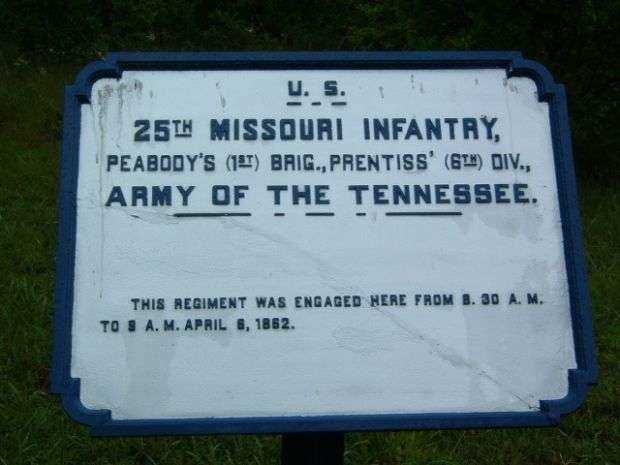 U. S.
25TH MISSOURI INFANTRY,
PEABODY'S (1ST) BRIG., PRENTISS' (6TH) DIV.,
ARMY OF THE TENNESSEE.
THIS REGIMENT WAS ENGAGED HERE FROM 8. 30 A. M.
TO 9 A. M. APRIL 6, 1862.